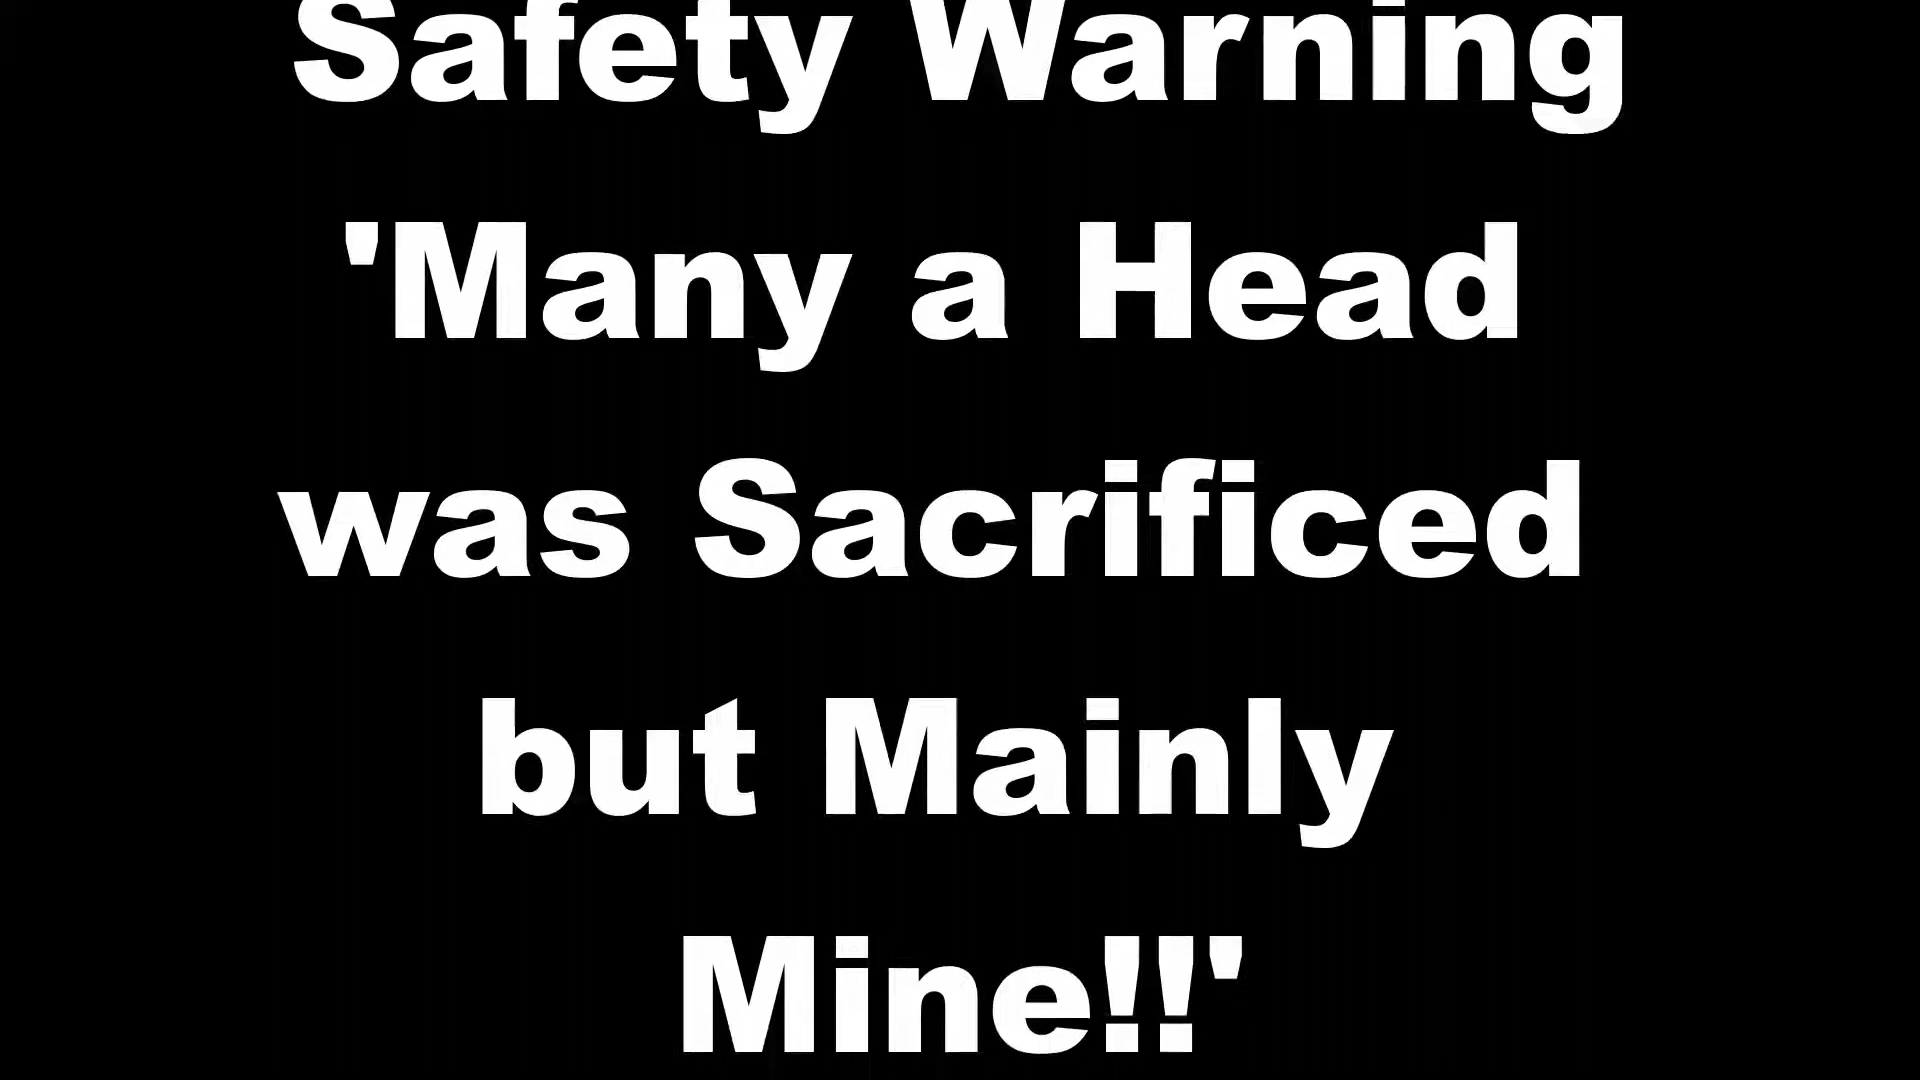 Safety Warning
'Many a Head
was Sacrificed
but Mainly
Mine!!'